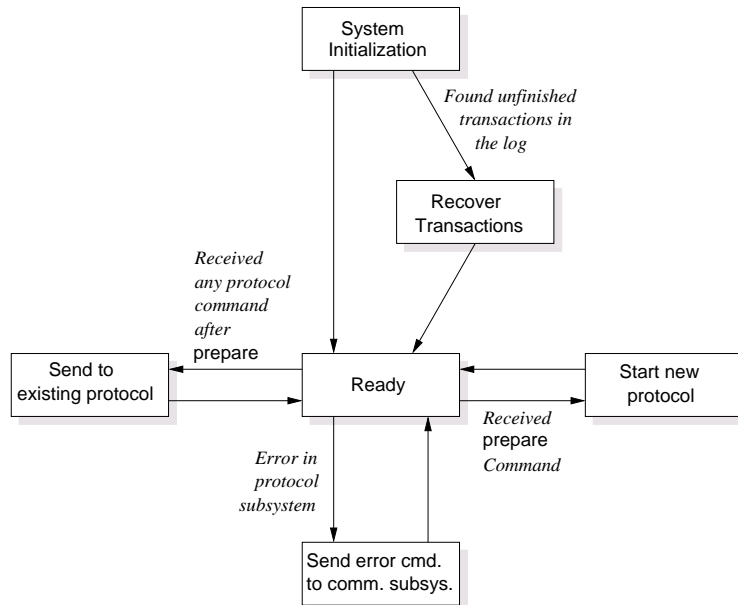 System
Initialization
Found unfinished
transactions in
the log
Recover
Transactions
Received
any protocol
command
after
prepare
Send to
existing protocol
Ready
Start new
protocol
Received
prepare
Command
Error in
protocol
subsystem
Send error cmd.
to comm. subsys.